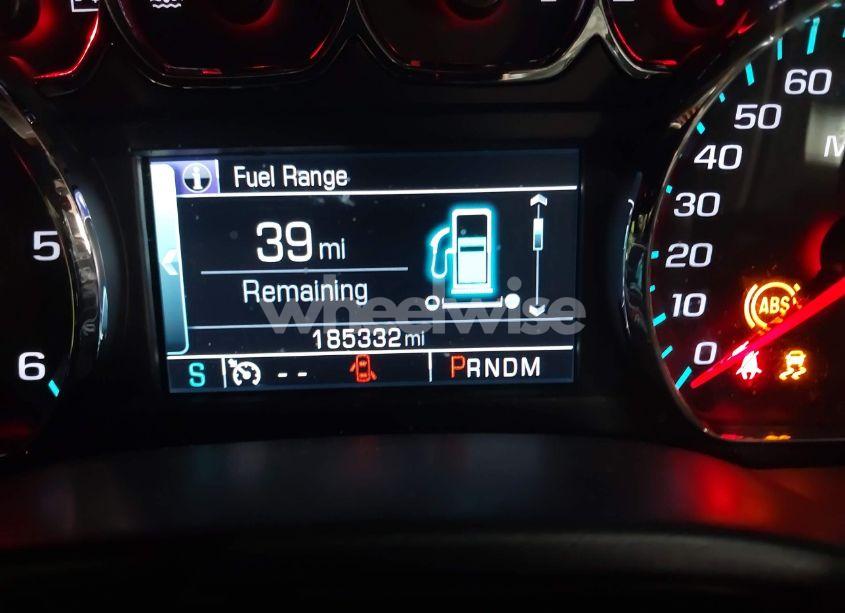 Fuel Range
39 mi
Remaining
wheelwise
185332 mi
S
- -
PRNDM
5
6
60
50
40
30
20
10
0
M
ABS